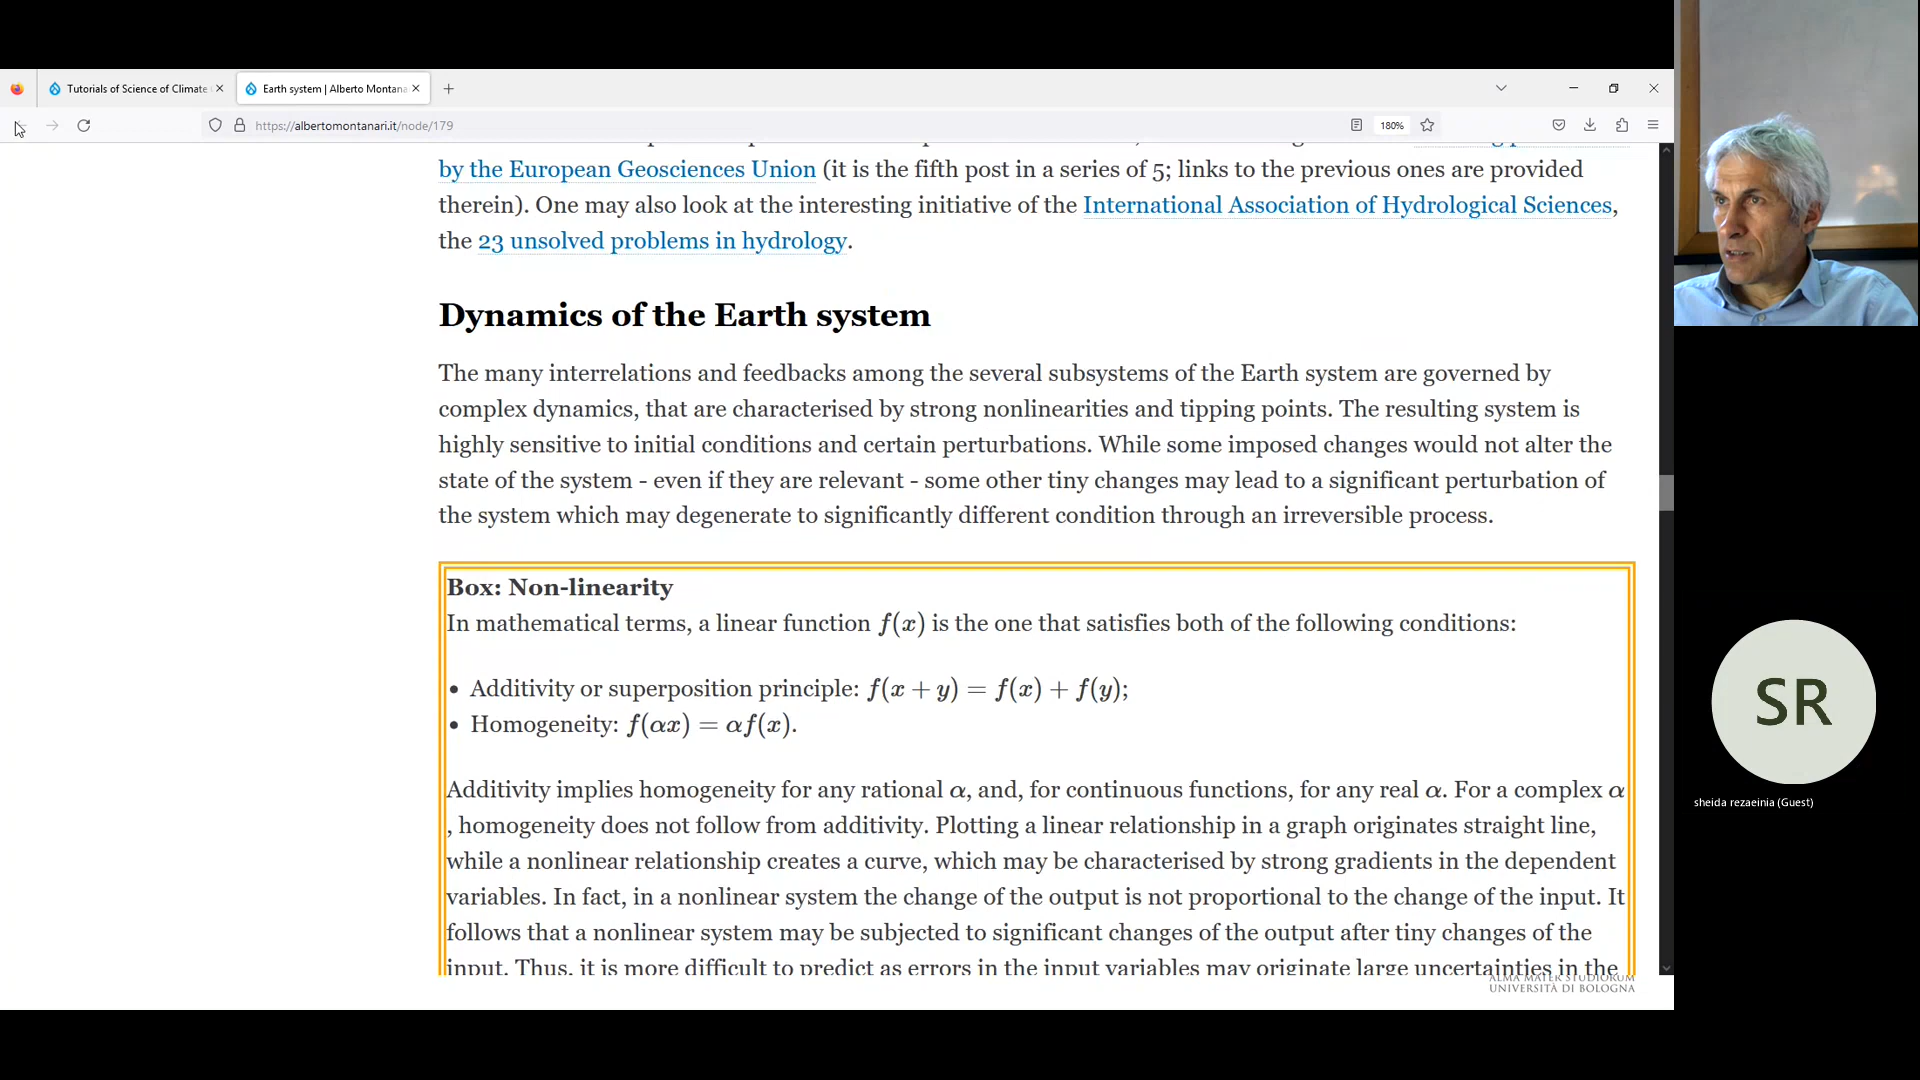 Tutorials of Science of Climate
Earth system | Alberto Montana
https://albertomontanari.it/node/179
180%
by the European Geosciences Union (it is the fifth post in a series of 5; links to the previous ones are provided
therein). One may also look at the interesting initiative of the International Association of Hydrological Sciences,
the 23 unsolved problems in hydrology.
Dynamics of the Earth system
The many interrelations and feedbacks among the several subsystems of the Earth system are governed by
complex dynamics, that are characterised by strong nonlinearities and tipping points. The resulting system is
highly sensitive to initial conditions and certain perturbations. While some imposed changes would not alter the
state of the system - even if they are relevant - some other tiny changes may lead to a significant perturbation of
the system which may degenerate to significantly different condition through an irreversible process.
Box: Non-linearity
In mathematical terms, a linear function f(x) is the one that satisfies both of the following conditions:
• Additivity or superposition principle: f(x + y) = f(x) + f(y);
• Homogeneity: f(αx) = αf(x).
Additivity implies homogeneity for any rational α, and, for continuous functions, for any real α. For a complex α
, homogeneity does not follow from additivity. Plotting a linear relationship in a graph originates straight line,
while a nonlinear relationship creates a curve, which may be characterised by strong gradients in the dependent
variables. In fact, in a nonlinear system the change of the output is not proportional to the change of the input. It
follows that a nonlinear system may be subjected to significant changes of the output after tiny changes of the
input. Thus, it is more difficult to predict as errors in the input variables may originate large uncertainties in the
ALMA MATER STUDIORUM
UNIVERSITÀ DI BOLOGNA
SR
sheida rezaeinia (Guest)